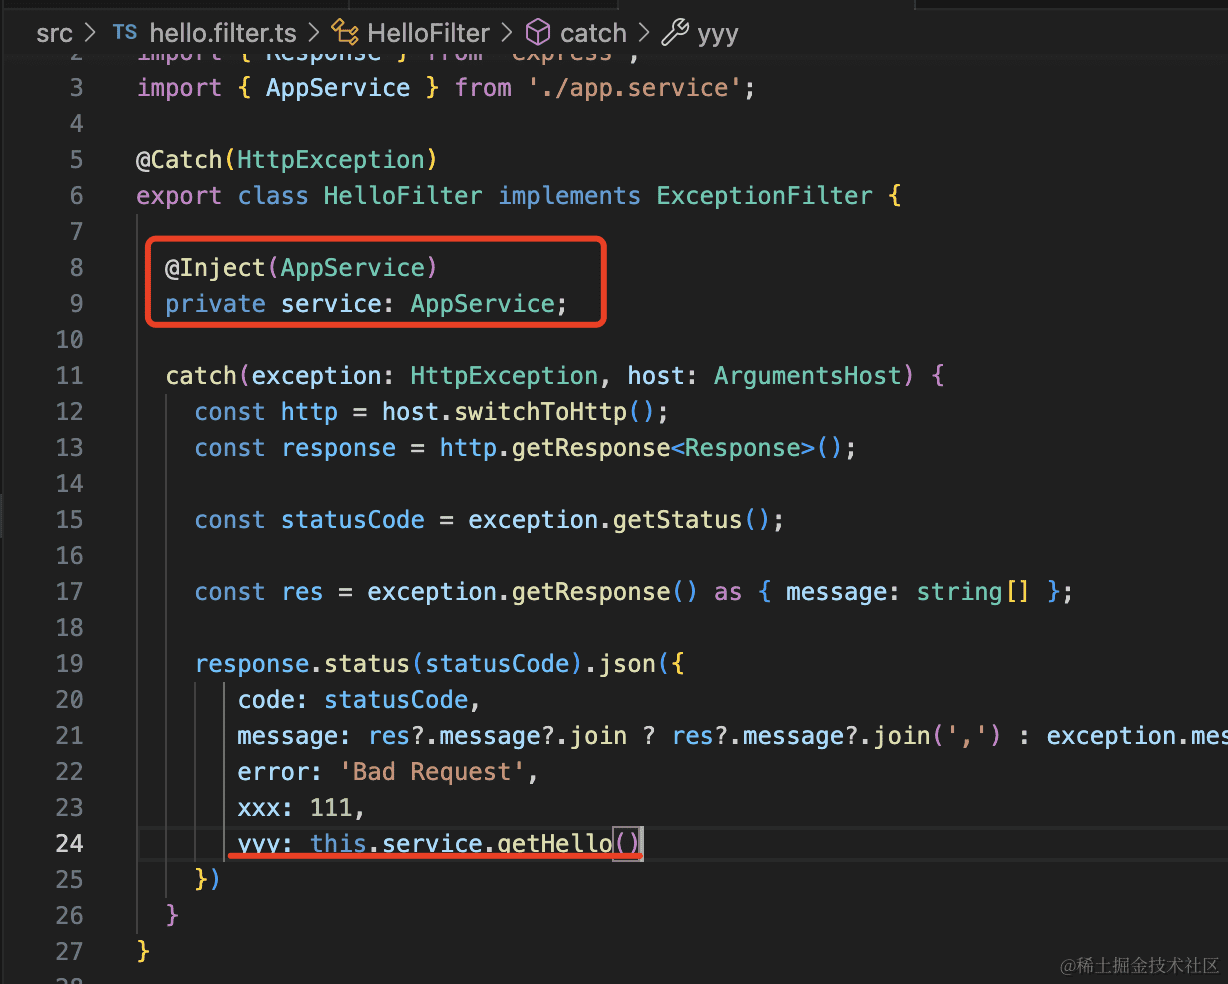 src > TS hello.filter.ts > HelloFilter > catch > yyy
2 import { Response } from 'express';
3 import { AppService } from './app.service';
4
5 @Catch(HttpException)
6 export class HelloFilter implements ExceptionFilter {
7
8 @Inject(AppService)
9 private service: AppService;
10
11 catch(exception: HttpException, host: ArgumentsHost) {
12 const http = host.switchToHttp();
13 const response = http.getResponse<Response>();
14
15 const statusCode = exception.getStatus();
16
17 const res = exception.getResponse() as { message: string[] };
18
19 response.status(statusCode).json({
20 code: statusCode,
21 message: res?.message?.join ? res?.message?.join(',') : exception.mes
22 error: 'Bad Request',
23 xxx: 111,
24 yyy: this.service.getHello()
25 })
26 }
27 }
28
@稀土掘金技术社区